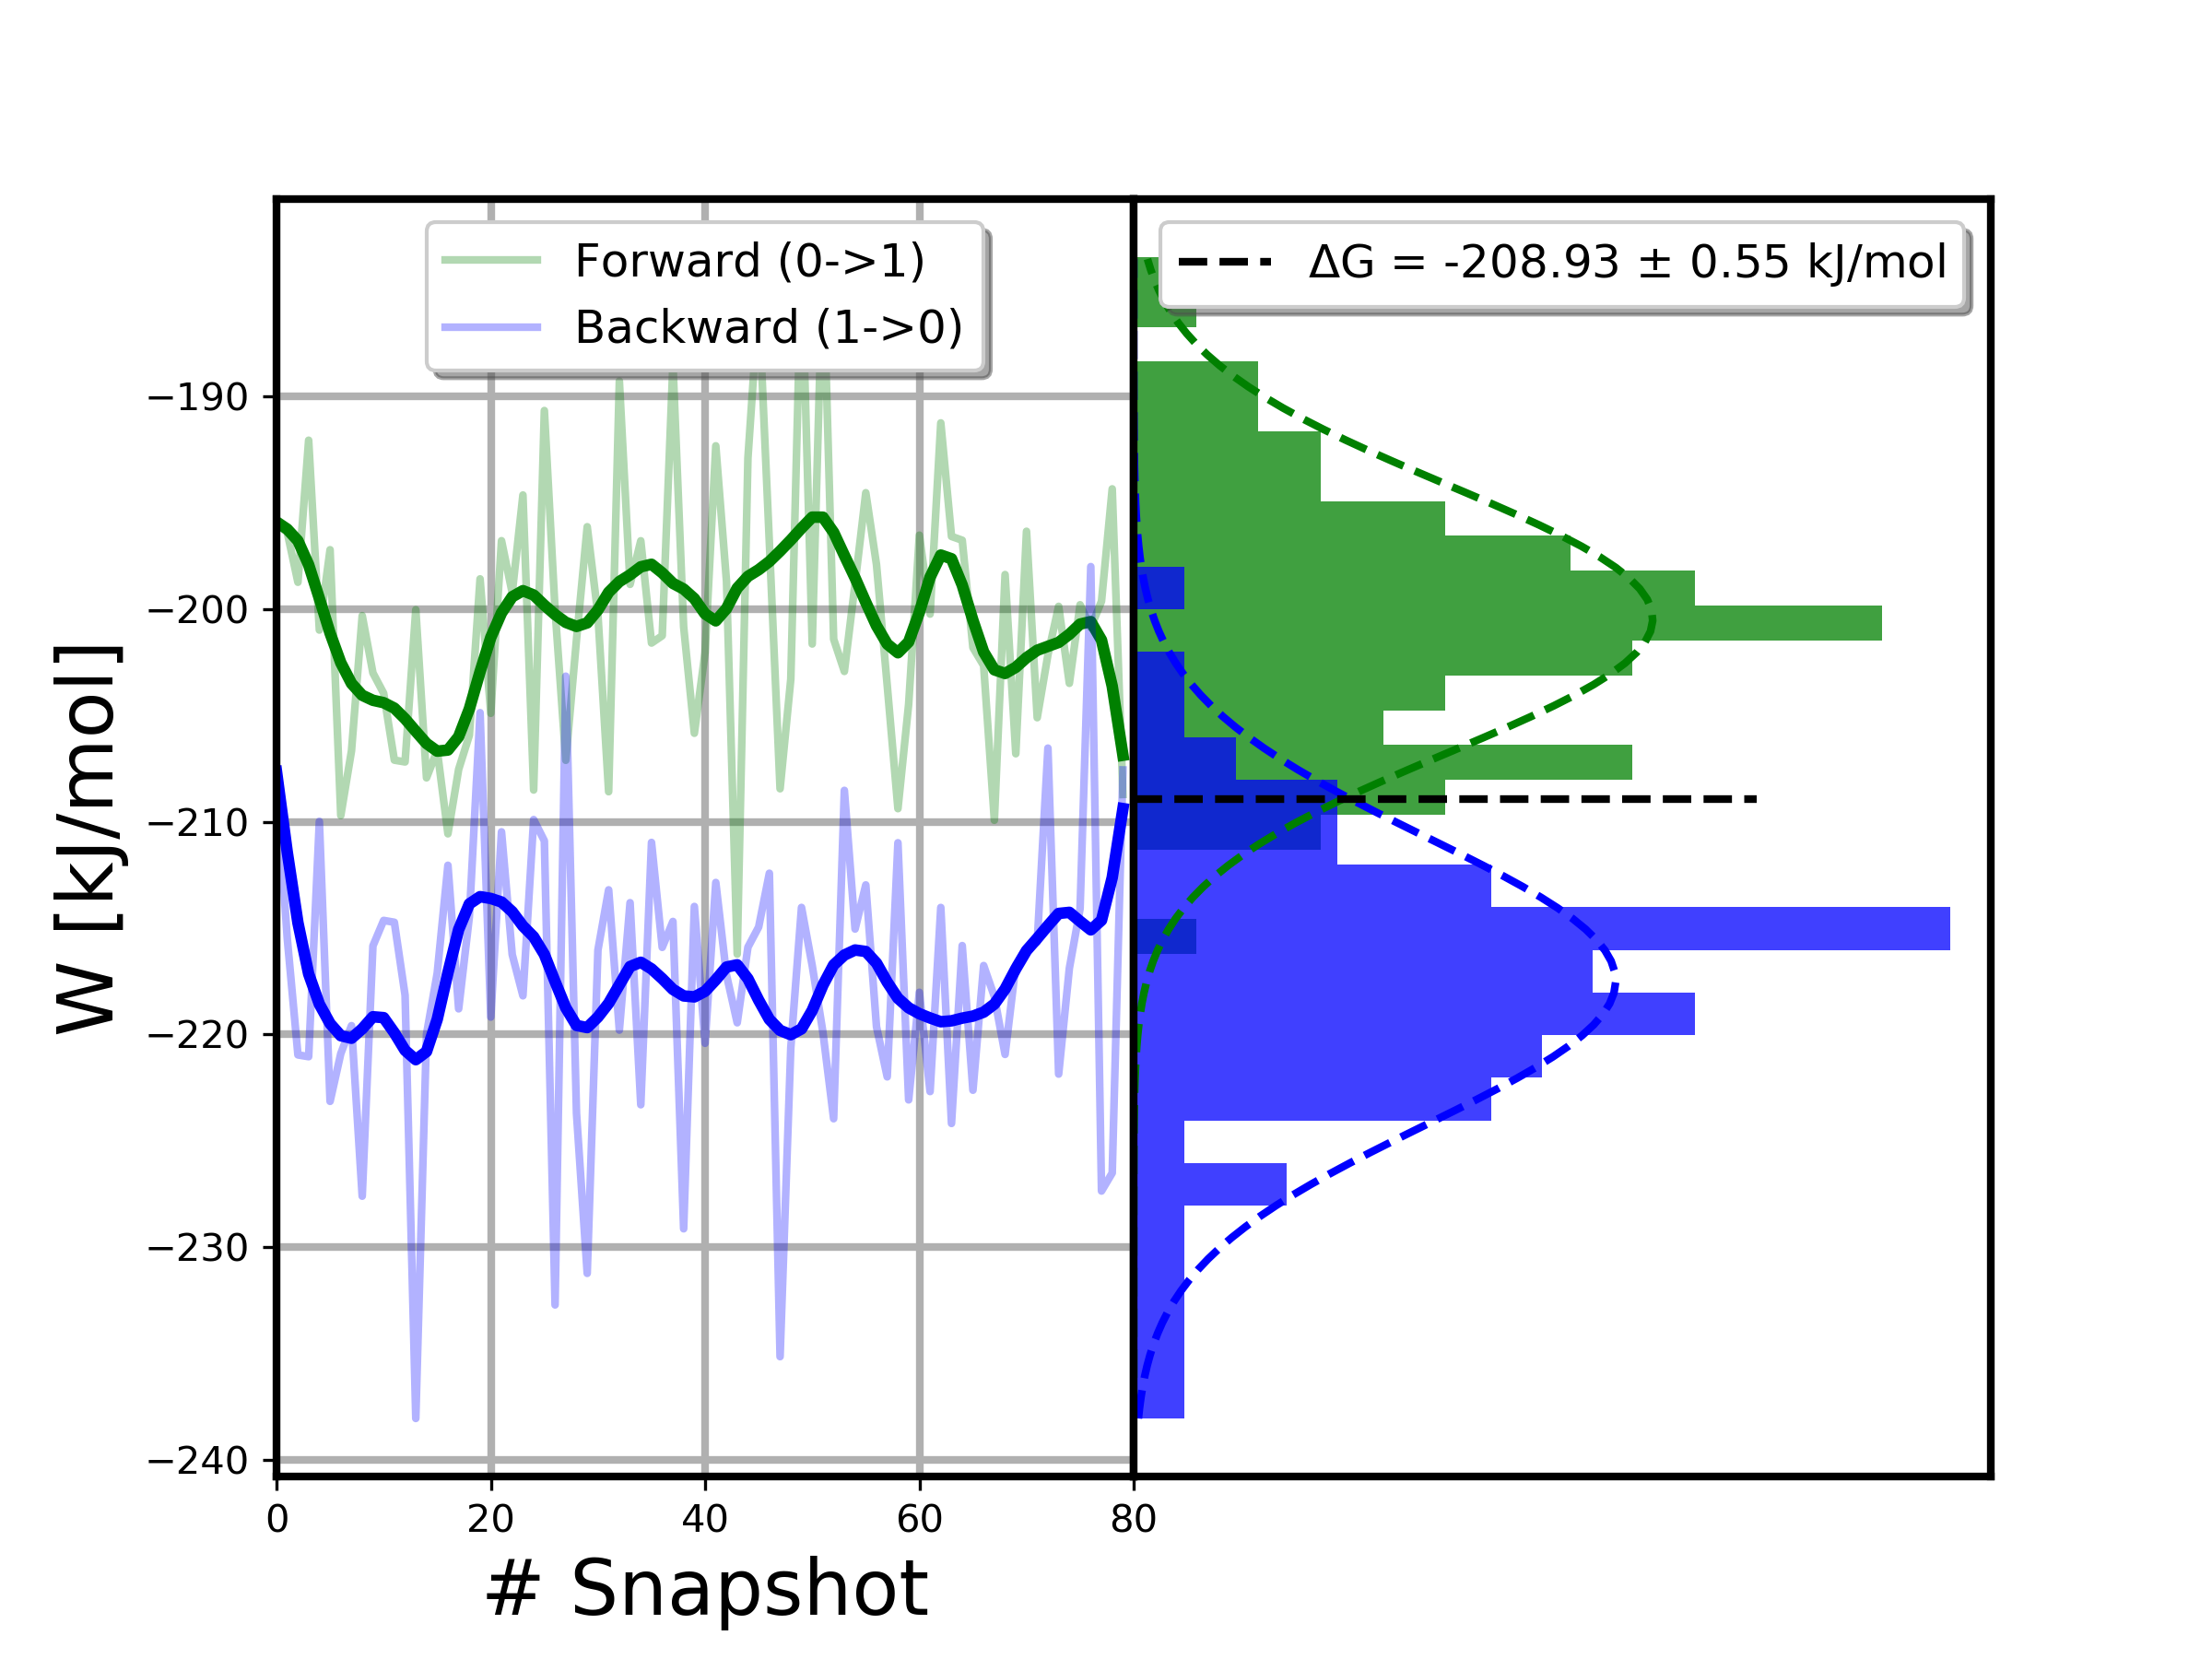 Forward (0->1)
Backward (1->0)
ΔG = -208.93 ± 0.55 kJ/mol
W [kJ/mol]
−190
−200
−210
−220
−230
−240
0 20 40 60 80
# Snapshot